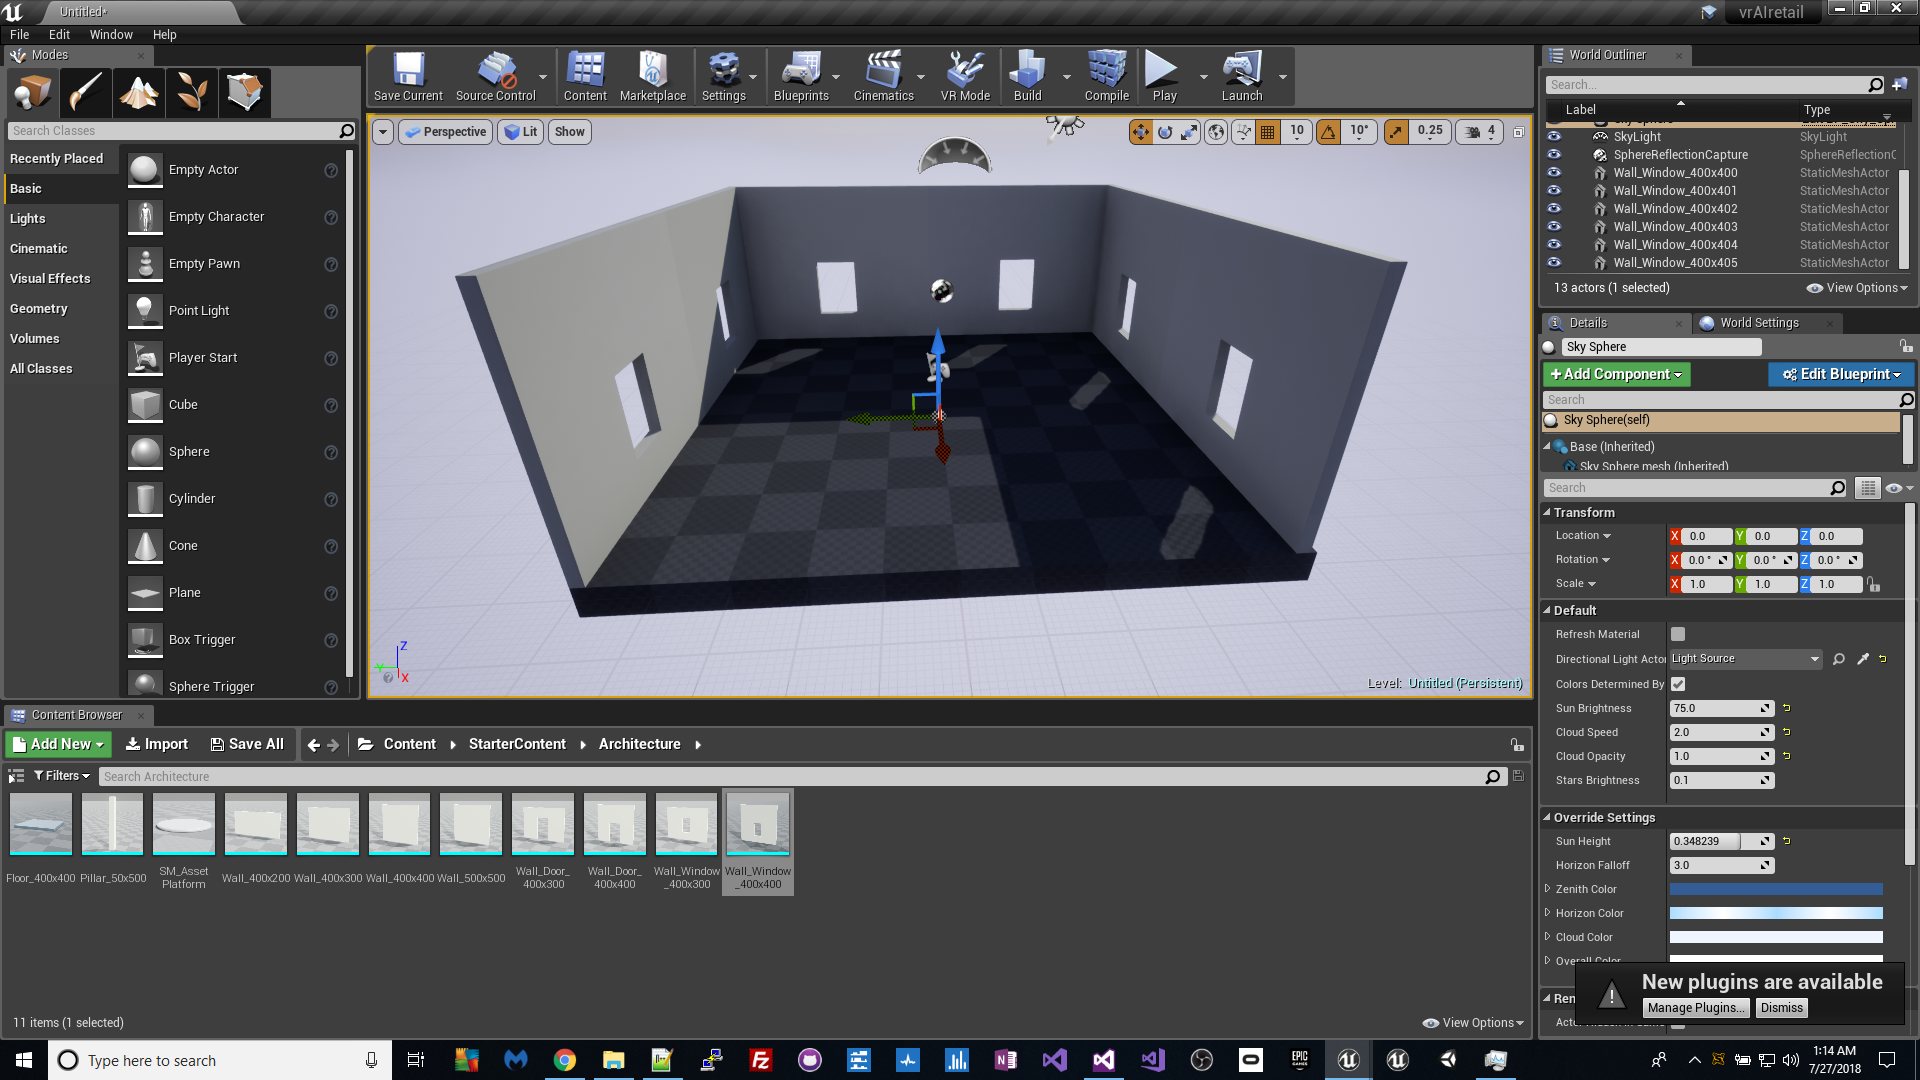 Untitled*
vrAIretail
File Edit Window Help
Modes
World Outliner
Save Current
Source Control
Content
Marketplace
Settings
Blueprints
Cinematics
VR Mode
Build
Compile
Play
Launch
Search...
Label
Type
Search Classes
Perspective
Lit
Show
10
10°
0.25
4
Recently Placed
Basic
Lights
Cinematic
Visual Effects
Geometry
Volumes
All Classes
Empty Actor
Empty Character
Empty Pawn
Point Light
Player Start
Cube
Sphere
Cylinder
Cone
Plane
Box Trigger
Sphere Trigger
SkyLight SkyLight
SphereReflectionCapture SphereReflectionC
Wall_Window_400x400 StaticMeshActor
Wall_Window_400x401 StaticMeshActor
Wall_Window_400x402 StaticMeshActor
Wall_Window_400x403 StaticMeshActor
Wall_Window_400x404 StaticMeshActor
Wall_Window_400x405 StaticMeshActor
13 actors (1 selected)
View Options
Details
World Settings
Sky Sphere
Add Component
Edit Blueprint
Search
Sky Sphere(self)
Base (Inherited)
Sky Sphere mesh (Inherited)
Search
Transform
Location X 0.0 Y 0.0 Z 0.0
Rotation X 0.0 ° Y 0.0 ° Z 0.0 °
Scale X 1.0 Y 1.0 Z 1.0
Default
Refresh Material
Directional Light Actor Light Source
Colors Determined By
Sun Brightness 75.0
Cloud Speed 2.0
Cloud Opacity 1.0
Stars Brightness 0.1
Override Settings
Sun Height 0.348239
Horizon Falloff 3.0
Zenith Color
Horizon Color
Cloud Color
Overall Color
Z
Y
X
Level: Untitled (Persistent)
Content Browser
Add New
Import
Save All
Content
StarterContent
Architecture
Filters
Search Architecture
Floor_400x400
Pillar_50x500
SM_Asset
Platform
Wall_400x200
Wall_400x300
Wall_400x400
Wall_500x500
Wall_Door_
400x300
Wall_Door_
400x400
Wall_Window
_400x300
Wall_Window
_400x400
11 items (1 selected)
View Options
New plugins are available
Manage Plugins...
Dismiss
Type here to search
1:14 AM
7/27/2018